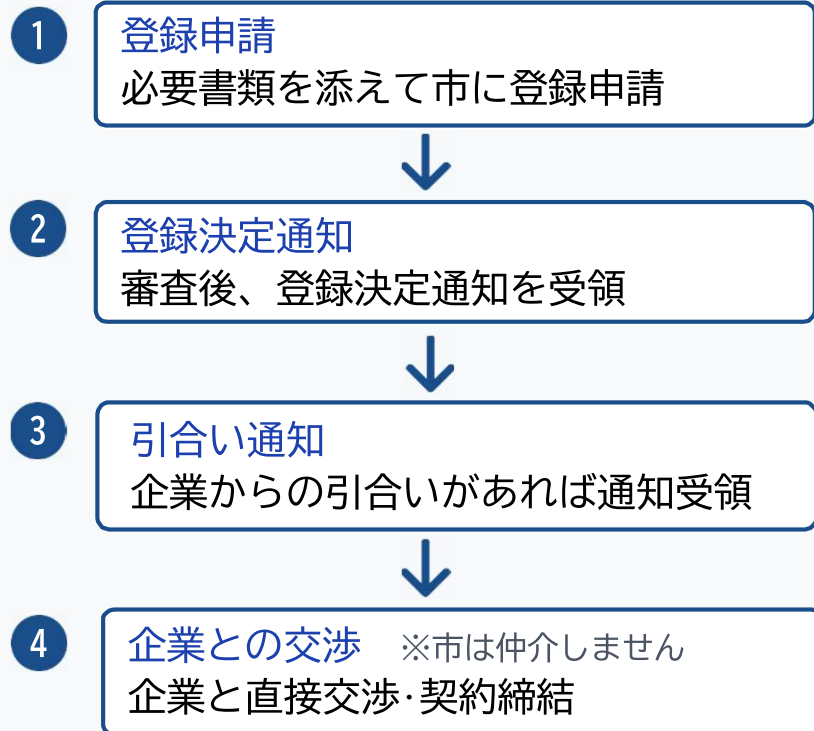 1
登録申請
必要書類を添えて市に登録申請
2
登録決定通知
審査後、登録決定通知を受領
3
引合い通知
企業からの引合いがあれば通知受領
4
企業との交渉 ※市は仲介しません
企業と直接交渉・契約締結